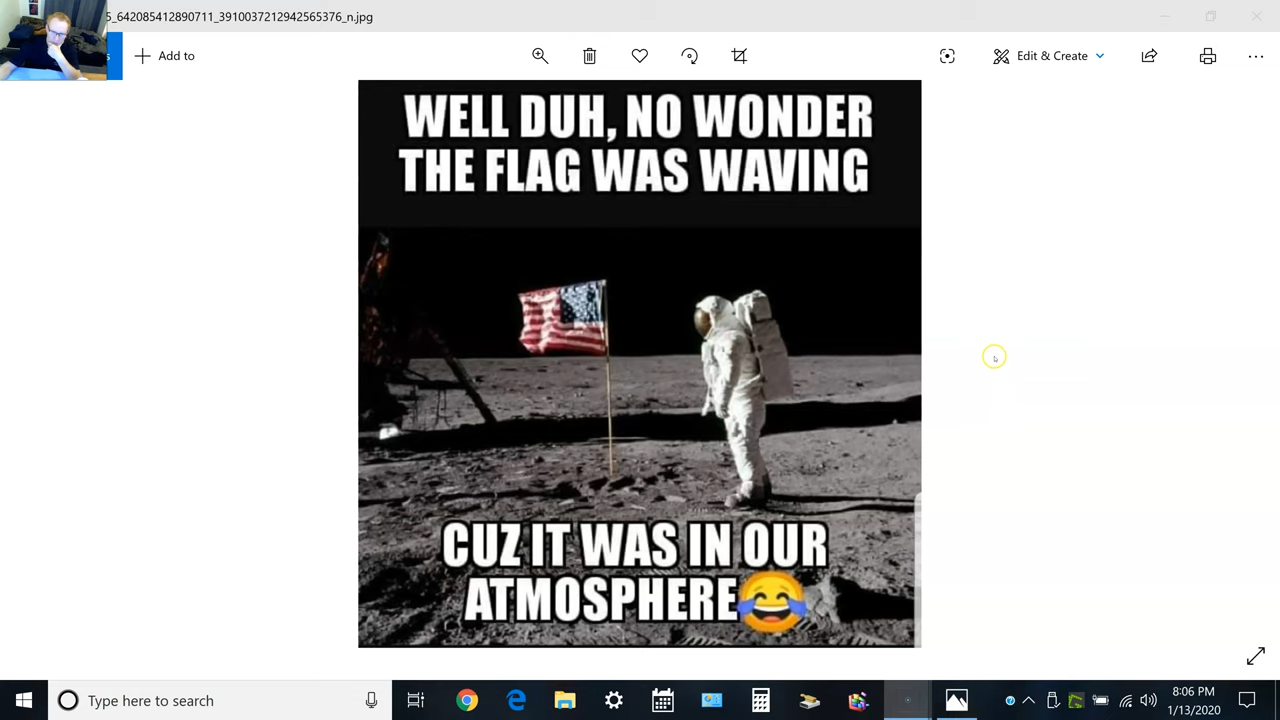 5_642085412890711_3910037212942565376_n.jpg
Add to
Edit & Create
WELL DUH, NO WONDER
THE FLAG WAS WAVING
CUZ IT WAS IN OUR
ATMOSPHERE😂
Type here to search
8:06 PM
1/13/2020